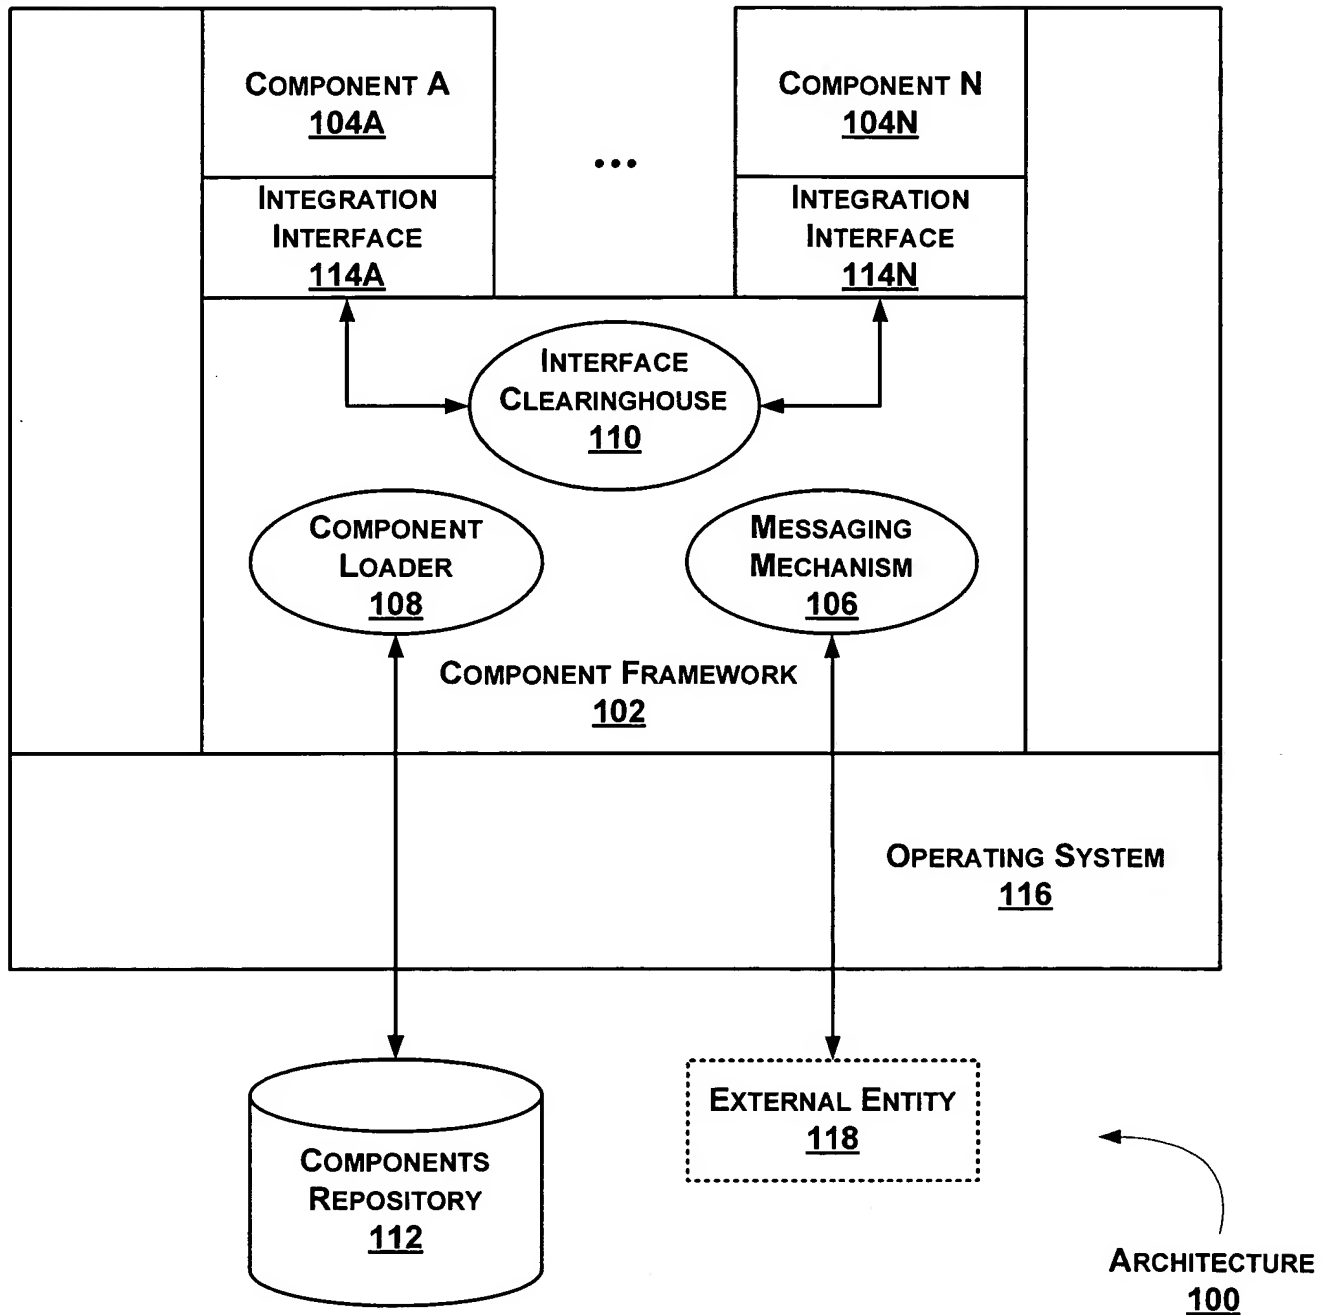 COMPONENT A
104A
COMPONENT N
104N
...
INTEGRATION
INTERFACE
114A
INTEGRATION
INTERFACE
114N
INTERFACE
CLEARINGHOUSE
110
COMPONENT
LOADER
108
MESSAGING
MECHANISM
106
COMPONENT FRAMEWORK
102
OPERATING SYSTEM
116
EXTERNAL ENTITY
118
COMPONENTS
REPOSITORY
112
ARCHITECTURE
100